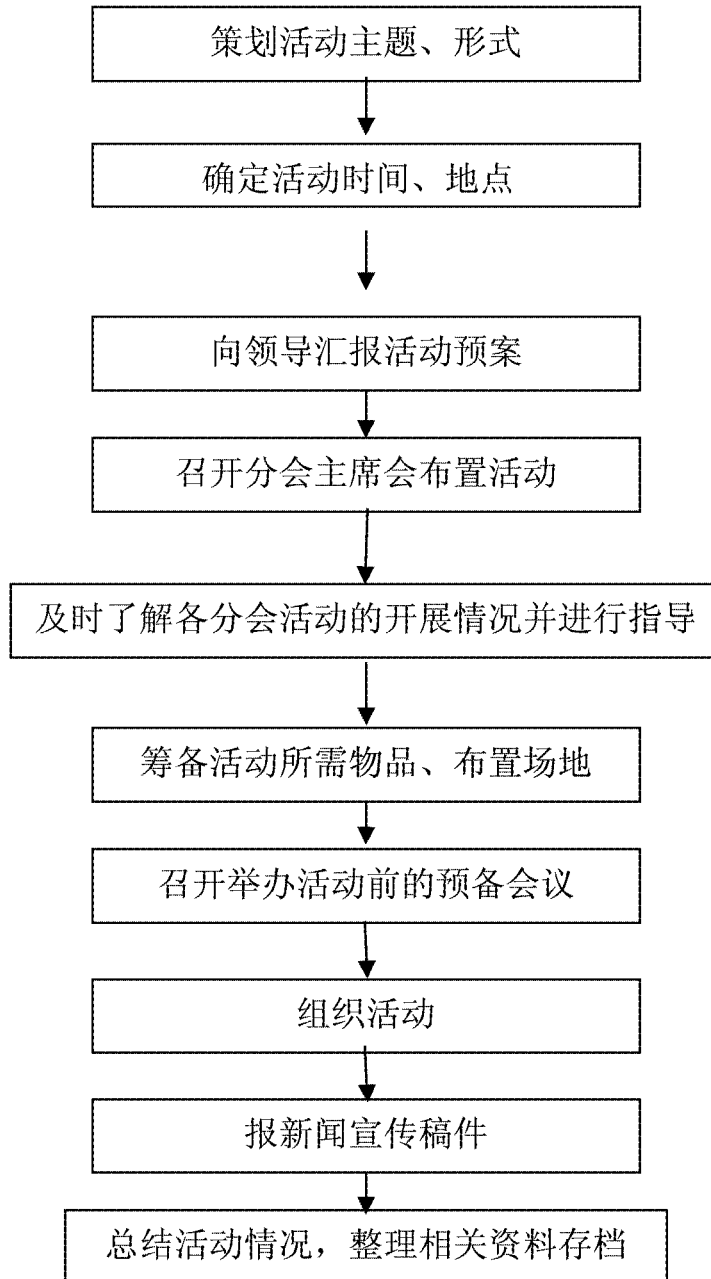 策划活动主题、形式
确定活动时间、地点
向领导汇报活动预案
召开分会主席会布置活动
及时了解各分会活动的开展情况并进行指导
筹备活动所需物品、布置场地
召开举办活动前的预备会议
组织活动
报新闻宣传稿件
总结活动情况，整理相关资料存档